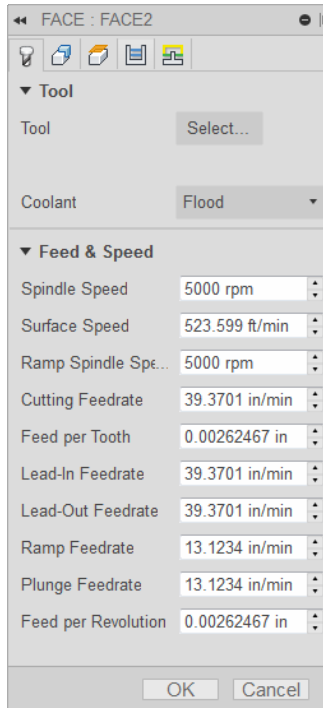 FACE : FACE2
Tool
Tool Select...
Coolant Flood
Feed & Speed
Spindle Speed 5000 rpm
Surface Speed 523.599 ft/min
Ramp Spindle Spe... 5000 rpm
Cutting Feedrate 39.3701 in/min
Feed per Tooth 0.00262467 in
Lead-In Feedrate 39.3701 in/min
Lead-Out Feedrate 39.3701 in/min
Ramp Feedrate 13.1234 in/min
Plunge Feedrate 13.1234 in/min
Feed per Revolution 0.00262467 in
OK Cancel